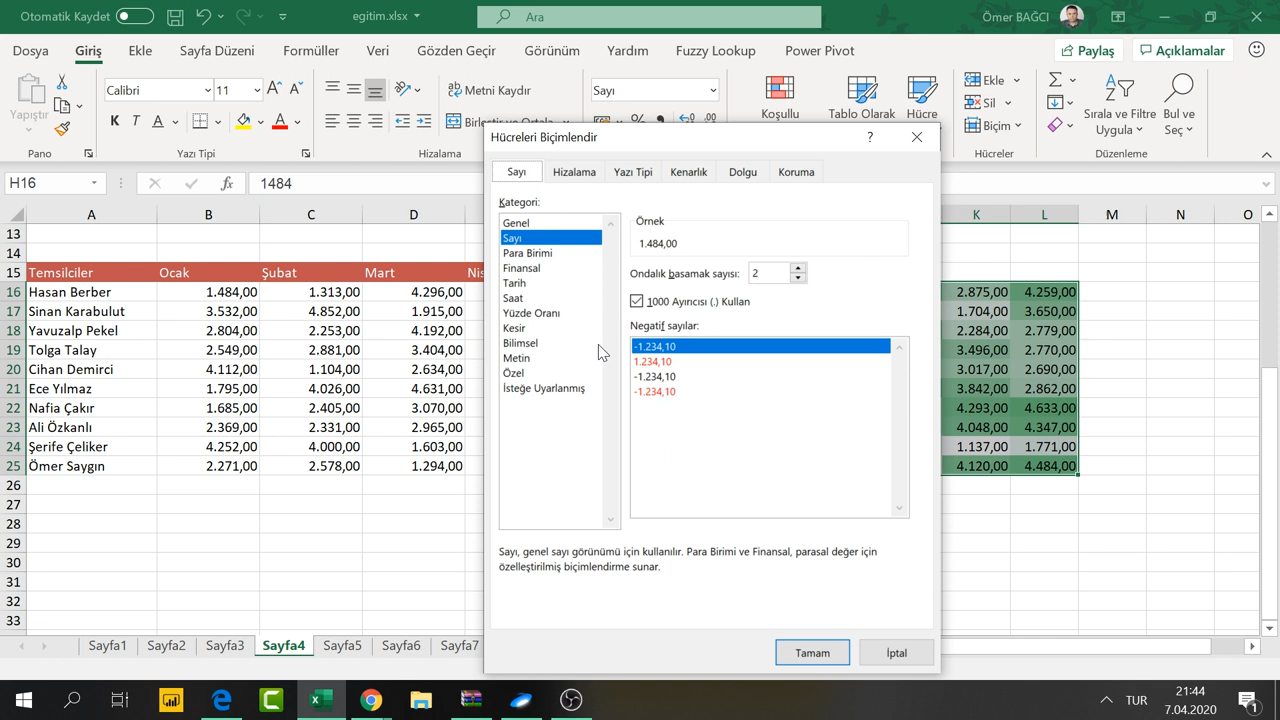 Otomatik Kaydet egitim.xlsx Ara Ömer BAĞCI
Dosya Giriş Ekle Sayfa Düzeni Formüller Veri Gözden Geçir Görünüm Yardım Fuzzy Lookup Power Pivot Paylaş Açıklamalar
Yapıştır
Pano
Calibri 11
K T A
Yazı Tipi
Metni Kaydır
Birleştir ve Ortala
Hizalama
Sayı
Koşullu Tablo Olarak Hücre
Ekle
Sil
Biçim
Hücreler
Sırala ve Filtre Uygula
Bul ve Seç
Düzenleme
H16 fx 1484
A B C D K L M N O
13
14
15 Temsilciler Ocak Şubat Mart Nis
16 Hasan Berber 1.484,00 1.313,00 4.296,00 2.875,00 4.259,00
17 Sinan Karabulut 3.532,00 4.852,00 1.915,00 1.704,00 3.650,00
18 Yavuzalp Pekel 2.804,00 2.253,00 4.192,00 2.284,00 2.779,00
19 Tolga Talay 2.549,00 2.881,00 3.404,00 3.496,00 2.770,00
20 Cihan Demirci 4.112,00 1.104,00 2.634,00 3.017,00 2.690,00
21 Ece Yılmaz 1.795,00 4.026,00 4.631,00 3.842,00 2.862,00
22 Nafia Çakır 1.685,00 2.405,00 3.070,00 4.293,00 4.633,00
23 Ali Özkanlı 2.369,00 2.331,00 2.965,00 4.048,00 4.347,00
24 Şerife Çeliker 4.252,00 4.000,00 1.603,00 1.137,00 1.771,00
25 Ömer Saygın 2.271,00 2.578,00 1.294,00 4.120,00 4.484,00
26
27
28
29
30
31
32
33
Hücreleri Biçimlendir ?
Sayı Hizalama Yazı Tipi Kenarlık Dolgu Koruma
Kategori:
Genel
Sayı
Para Birimi
Finansal
Tarih
Saat
Yüzde Oranı
Kesir
Bilimsel
Metin
Özel
İsteğe Uyarlanmış
Örnek
1.484,00
Ondalık basamak sayısı: 2
1000 Ayırıcısı (.) Kullan
Negatif sayılar:
-1.234,10
1.234,10
-1.234,10
-1.234,10
Sayı, genel sayı görünümü için kullanılır. Para Birimi ve Finansal, parasal değer için
özelleştirilmiş biçimlendirme sunar.
Tamam İptal
Sayfa1 Sayfa2 Sayfa3 Sayfa4 Sayfa5 Sayfa6 Sayfa7
TUR
21:44
7.04.2020
1